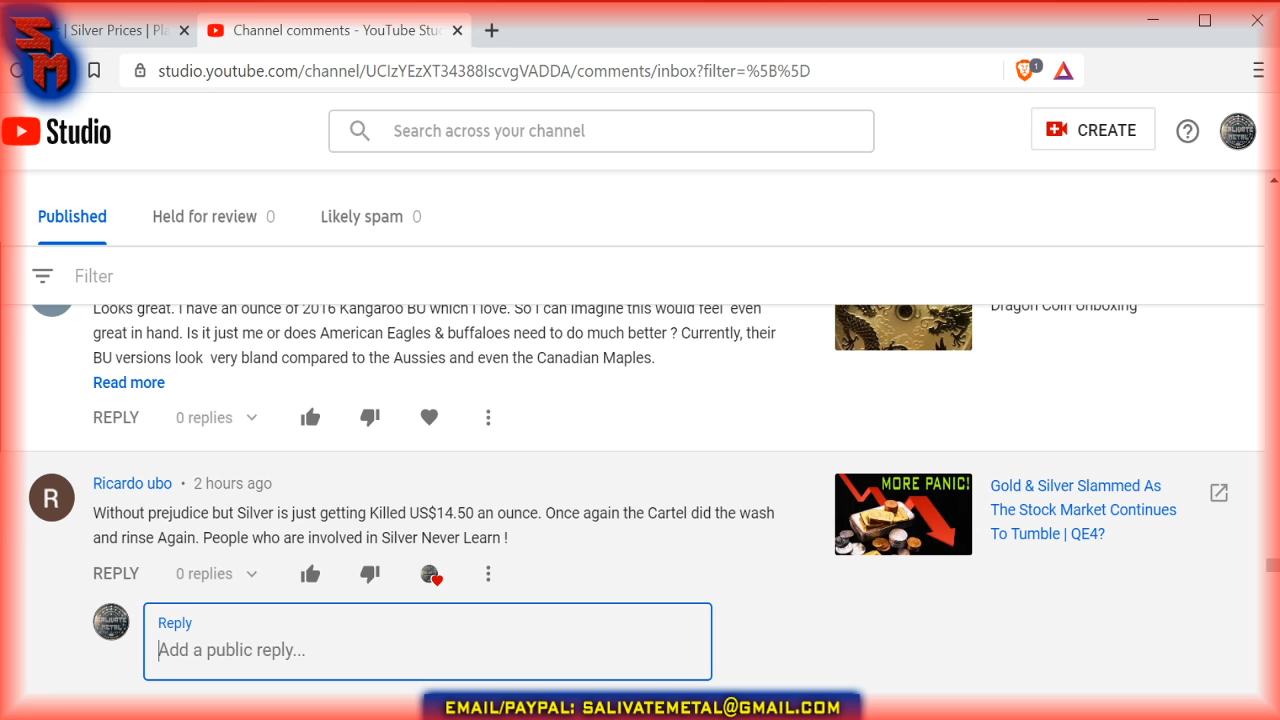 SM
| Silver Prices | Pla
Channel comments - YouTube Stud
studio.youtube.com/channel/UCIzYEzXT34388IscvgVADDA/comments/inbox?filter=%5B%5D
1
Studio
Search across your channel
CREATE
Published
Held for review 0
Likely spam 0
Filter
Looks great. I have an ounce of 2016 Kangaroo BU which I love. So I can imagine this would feel even
great in hand. Is it just me or does American Eagles & buffaloes need to do much better ? Currently, their
BU versions look very bland compared to the Aussies and even the Canadian Maples.
Read more
Dragon Coin Unboxing
REPLY 0 replies
R
Ricardo ubo • 2 hours ago
Without prejudice but Silver is just getting Killed US$14.50 an ounce. Once again the Cartel did the wash
and rinse Again. People who are involved in Silver Never Learn !
MORE PANIC!
Gold & Silver Slammed As
The Stock Market Continues
To Tumble | QE4?
REPLY 0 replies
Reply
Add a public reply...
EMAIL/PAYPAL: SALIVATEMETAL@GMAIL.COM